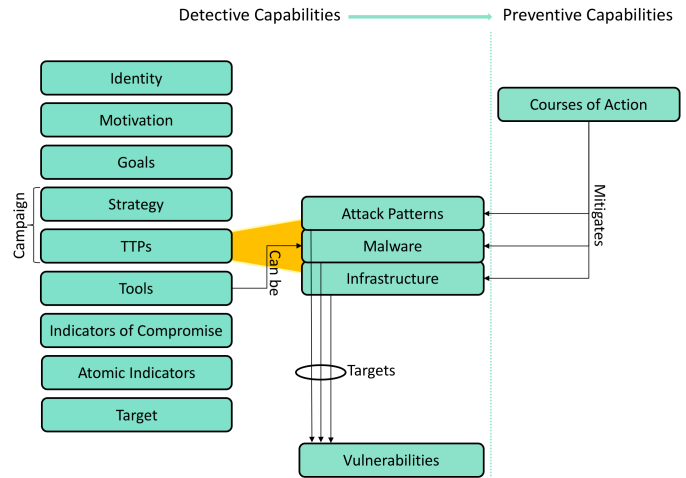 Detective Capabilities
Preventive Capabilities
Identity
Motivation
Goals
Strategy
TTPs
Campaign
Tools
Indicators of Compromise
Atomic Indicators
Target
Can be
Attack Patterns
Malware
Infrastructure
Targets
Vulnerabilities
Courses of Action
Mitigates